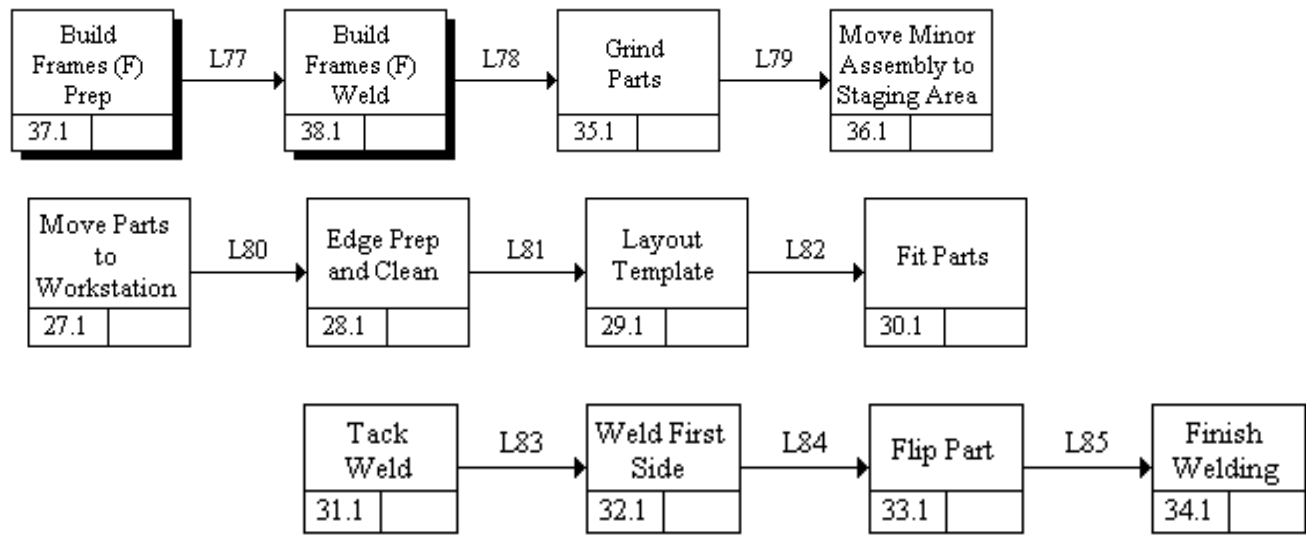 Build
Frames (F)
Prep
37.1
L77
Build
Frames (F)
Weld
38.1
L78
Grind
Parts
35.1
L79
Move Minor
Assembly to
Staging Area
36.1
Move Parts
to
Workstation
27.1
L80
Edge Prep
and Clean
28.1
L81
Layout
Template
29.1
L82
Fit Parts
30.1
Tack
Weld
31.1
L83
Weld First
Side
32.1
L84
Flip Part
33.1
L85
Finish
Welding
34.1